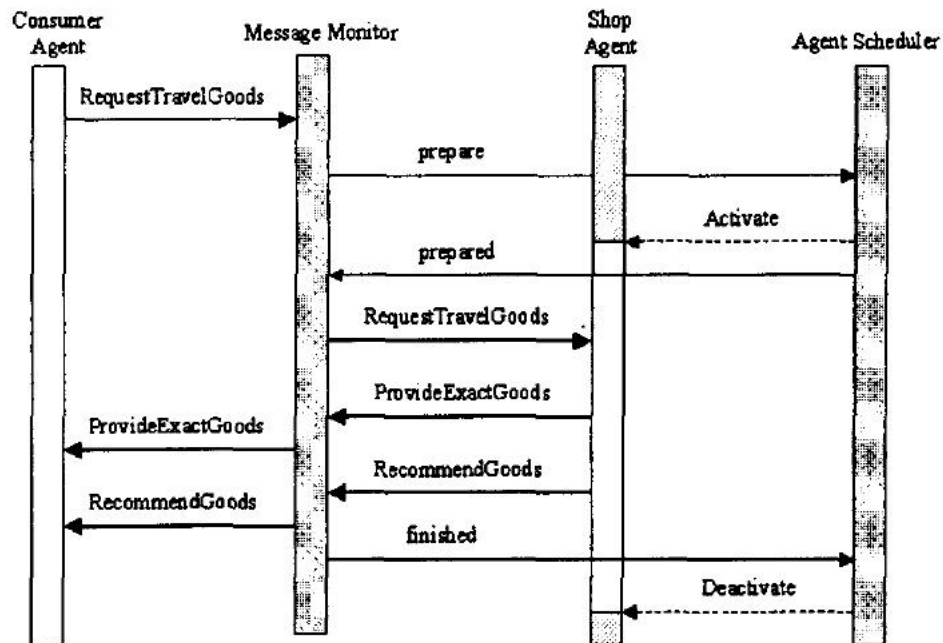 Consumer
Agent
Message Monitor
Shop
Agent
Agent Scheduler
RequestTravelGoods
prepare
Activate
prepared
RequestTravelGoods
ProvideExactGoods
ProvideExactGoods
RecommendGoods
RecommendGoods
finished
Deactivate